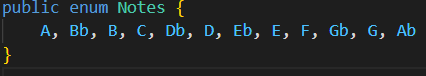 public enum Notes {
    A, Bb, B, C, Db, D, Eb, E, F, Gb, G, Ab
}